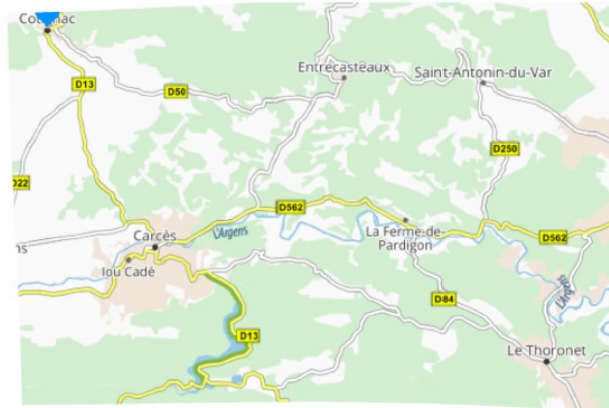 D13
D50
Entrecasteaux
Saint-Antonin-du-Var
D250
D562
L'Argens
La Ferme-de-
Pardigon
D562
Carcès
Iou Cadé
D84
D13
Le Thoronet